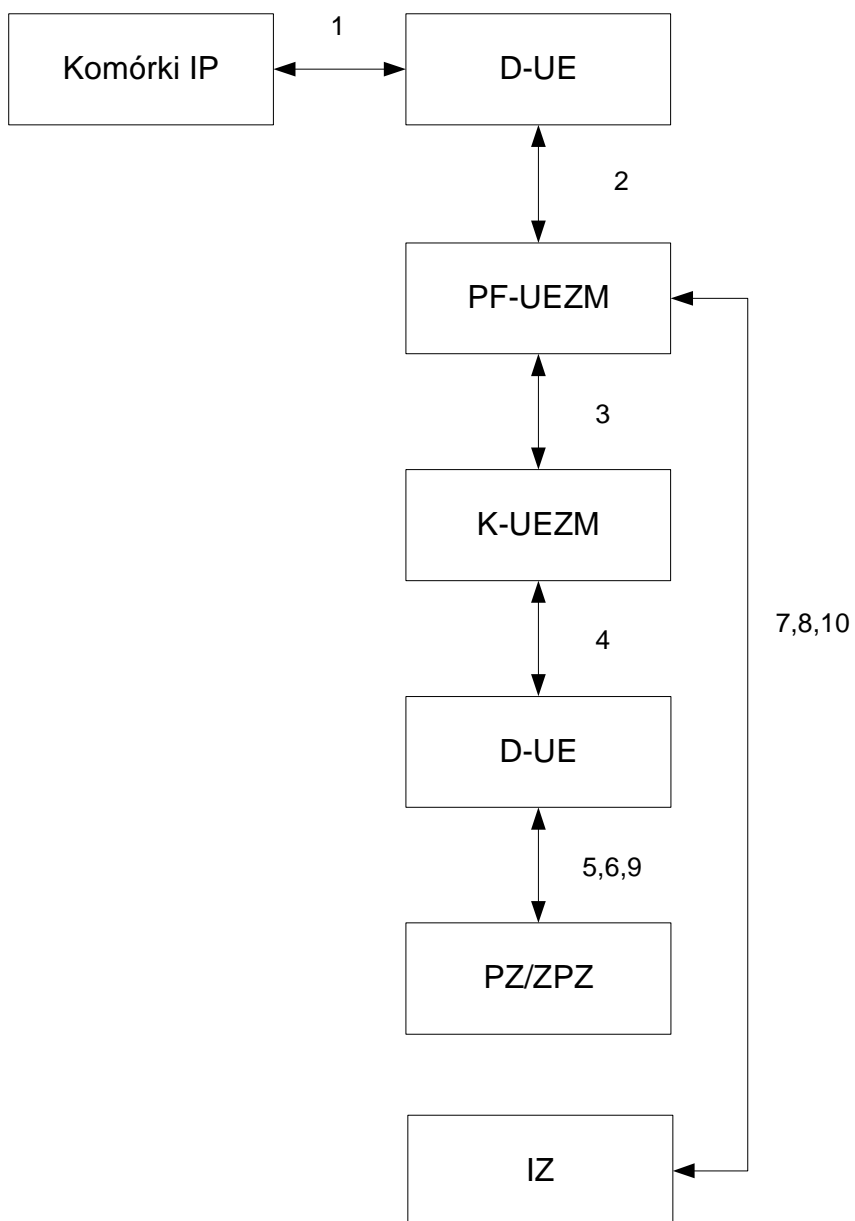 1
Komórki IP
D-UE
2
PF-UEZM
3
K-UEZM
7,8,10
4
D-UE
5,6,9
PZ/ZPZ
IZ